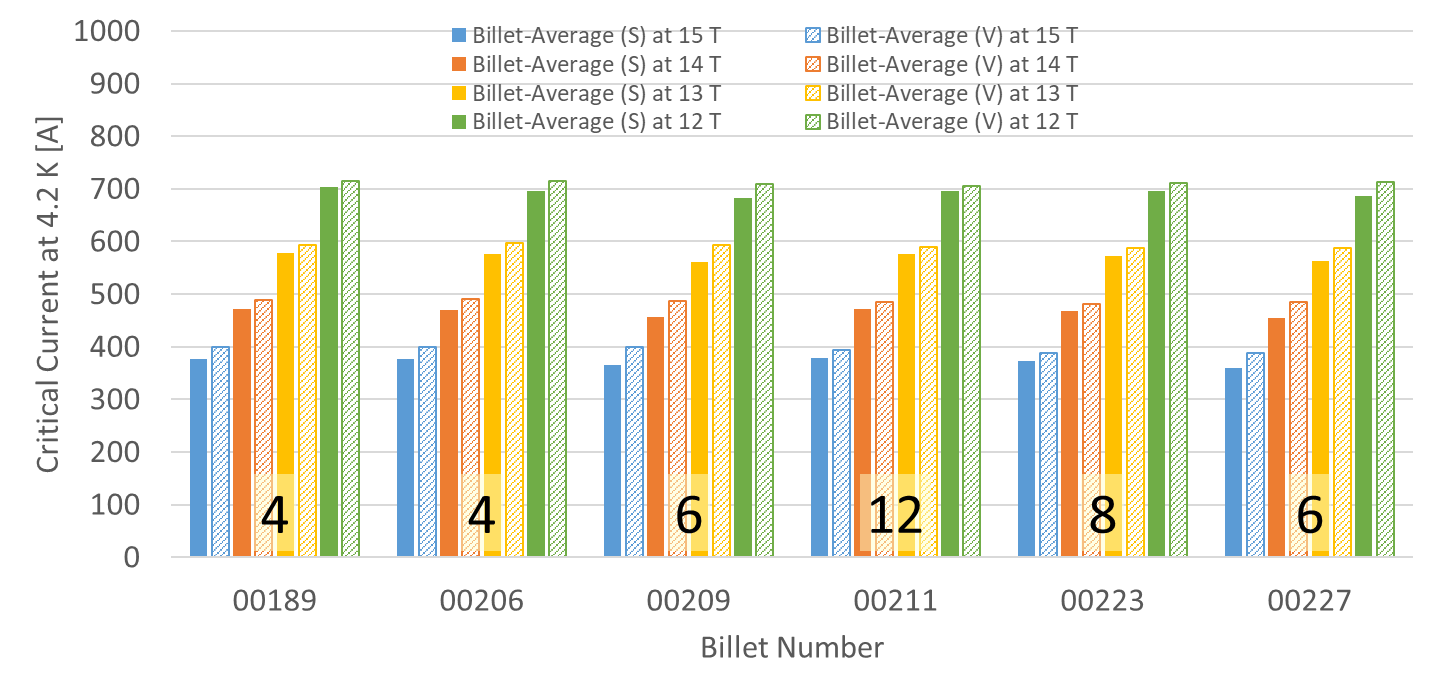 1000
900
800
700
600
500
400
300
200
100
0
Critical Current at 4.2 K [A]
Billet-Average (S) at 15 T Billet-Average (V) at 15 T
Billet-Average (S) at 14 T Billet-Average (V) at 14 T
Billet-Average (S) at 13 T Billet-Average (V) at 13 T
Billet-Average (S) at 12 T Billet-Average (V) at 12 T
4 4 6 12 8 6
00189 00206 00209 00211 00223 00227
Billet Number